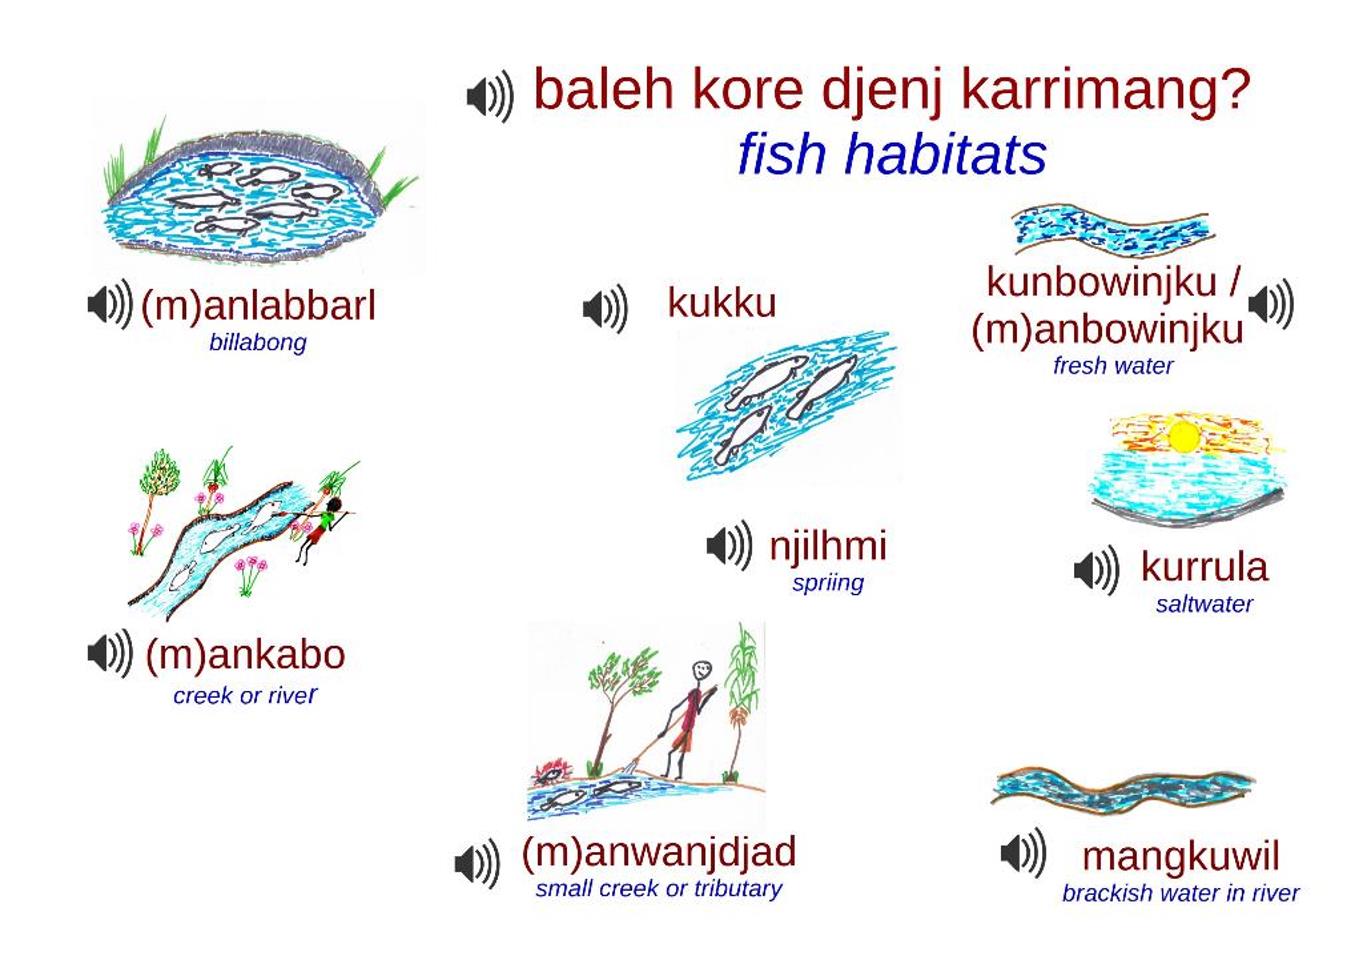 baleh kore djenj karrimang?
fish habitats
(m)anlabbarl
billabong
kukku
kunbowinjku /
(m)anbowinjku
fresh water
njilhmi
spriing
kurrula
saltwater
(m)ankabo
creek or river
(m)anwanjdjad
small creek or tributary
mangkuwil
brackish water in river